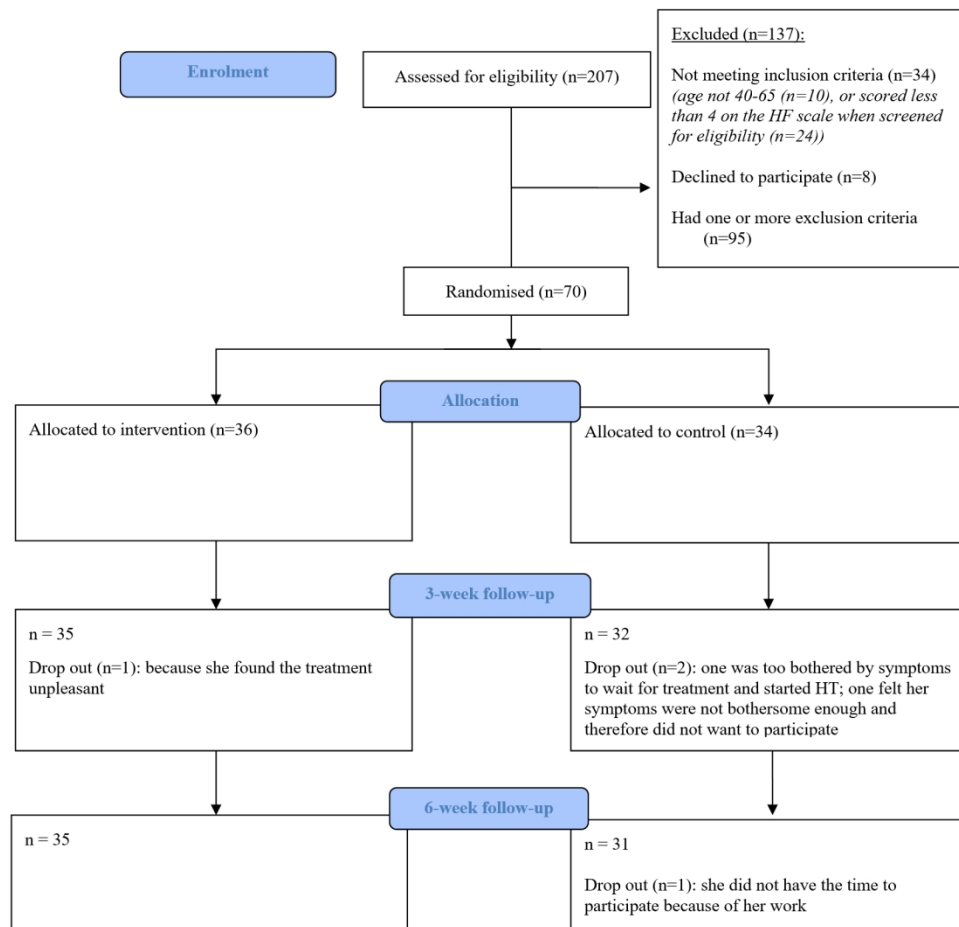 Enrolment
Assessed for eligibility (n=207)
Excluded (n=137):
Not meeting inclusion criteria (n=34)
(age not 40-65 (n=10), or scored less
than 4 on the HF scale when screened
for eligibility (n=24))
Declined to participate (n=8)
Had one or more exclusion criteria
(n=95)
Randomised (n=70)
Allocation
Allocated to intervention (n=36)
Allocated to control (n=34)
3-week follow-up
n = 35
Drop out (n=1): because she found the treatment
unpleasant
n = 32
Drop out (n=2): one was too bothered by symptoms
to wait for treatment and started HT; one felt her
symptoms were not bothersome enough and
therefore did not want to participate
6-week follow-up
n = 35
n = 31
Drop out (n=1): she did not have the time to
participate because of her work